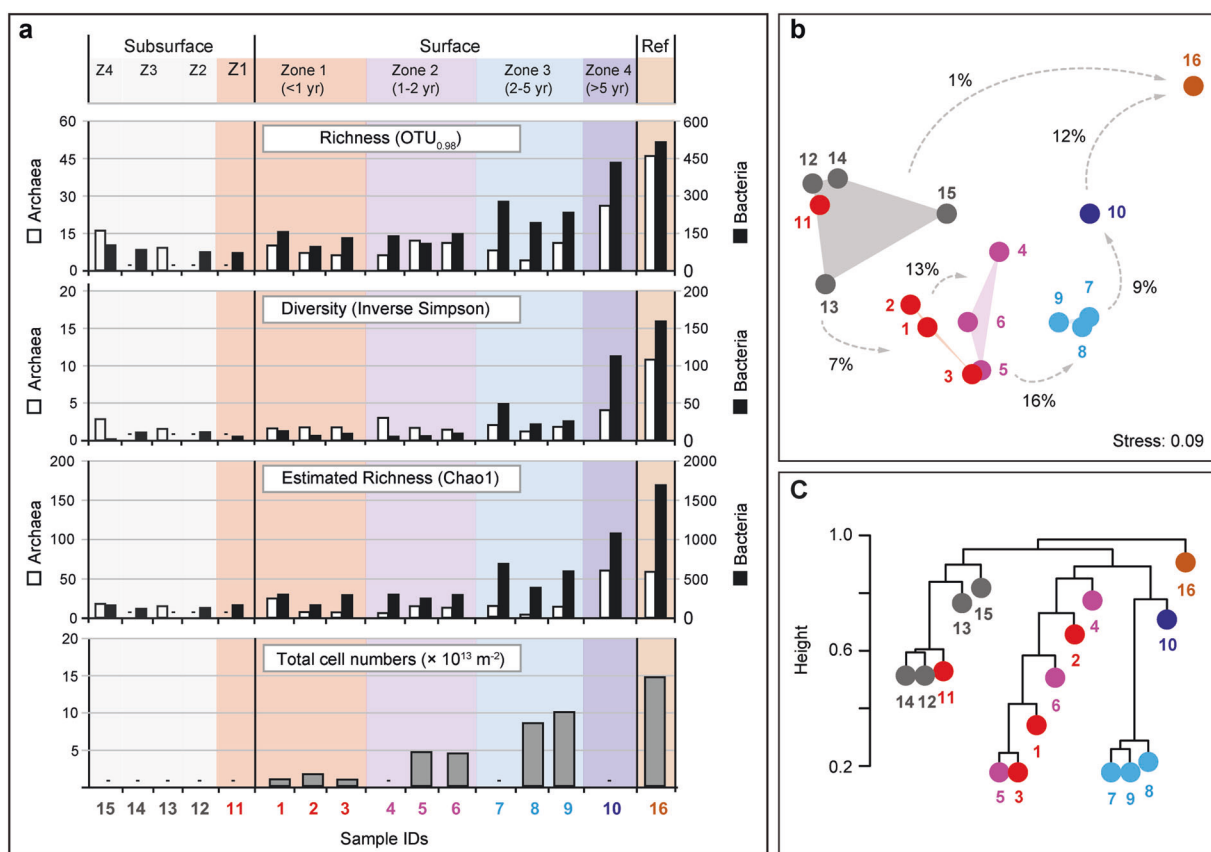 a
Subsurface Surface Ref
Z4 Z3 Z2 Z1 Zone 1 Zone 2 Zone 3 Zone 4
(<1 yr) (1-2 yr) (2-5 yr) (>5 yr)
Richness (OTU0.98)
60 45 30 15 0
Archaea
600 450 300 150 0
Bacteria
- - - -
Diversity (Inverse Simpson)
20 15 10 5 0
Archaea
200 150 100 50 0
Bacteria
- - - -
Estimated Richness (Chao1)
200 150 100 50 0
Archaea
2000 1500 1000 500 0
Bacteria
- - - -
Total cell numbers (× 10¹³ m⁻²)
20 15 10 5
- - - - - - - -
15 14 13 12 11 1 2 3 4 5 6 7 8 9 10 16
Sample IDs
b
16
1%
12%
12 14
11
15
10
13
4
13%
2
1
6
9 7
8
9%
7%
3
5
16%
Stress: 0.09
C
Height
1.0
0.6
0.2
16
15
13
4
10
2
14 12 11
6
1
5 3
7 9 8